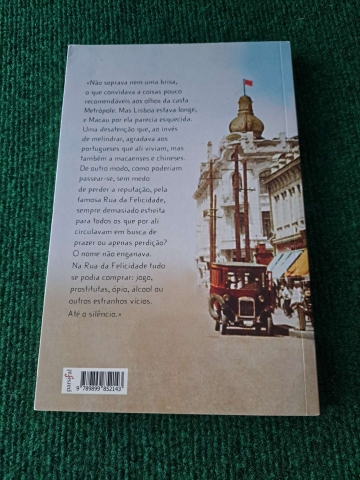 «Não soprava nem uma brisa,
o que convidava a coisas pouco
recomendáveis aos olhos da casta
Metrópole. Mas Lisboa estava longe,
e Macau por ela parecia esquecida.
Uma desatenção que, ao invés
de melindrar, agradava aos
portugueses que ali viviam, mas
também a macaenses e chineses.
De outro modo, como poderiam
passear-se, sem medo
de perder a reputação, pela
famosa Rua da Felicidade,
sempre demasiado estreita
para todos os que por ali
circulavam em busca de
prazer ou apenas perdição?
O nome não enganava.
Na Rua da Felicidade tudo
se podia comprar: jogo,
prostitutas, ópio, álcool ou
outros estranhos vícios.
Até o silêncio.»
parsifal
9 789899 852143